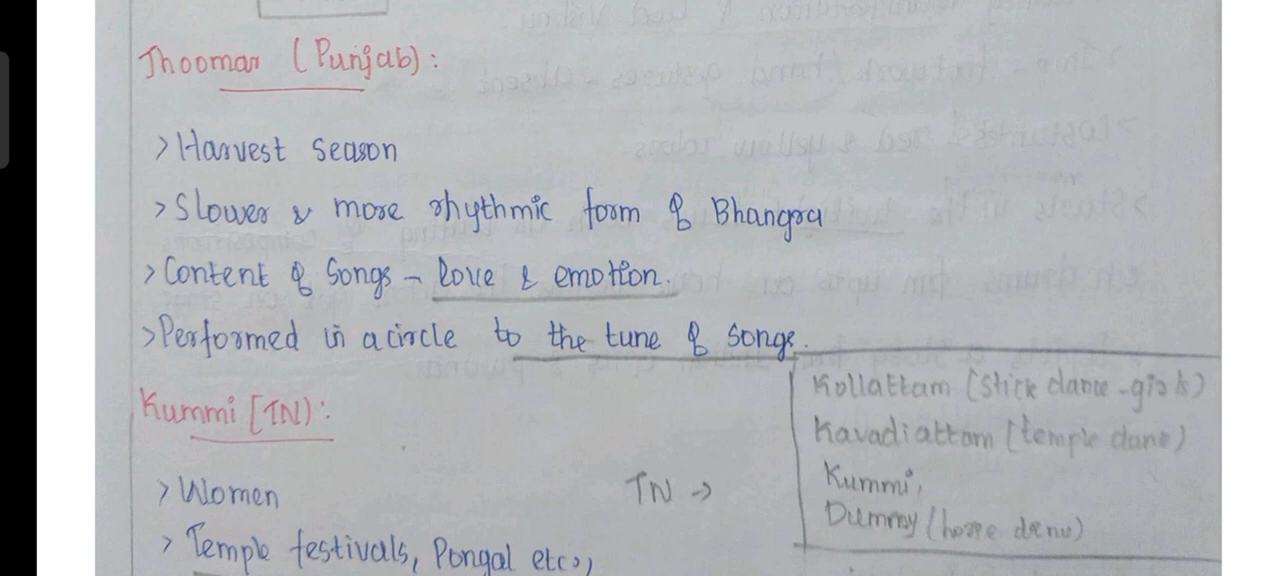 Jhoomar (Punjab):
> Harvest season
> Slower & more rhythmic form of Bhangra
> Content of Songs - Love & emotion.
> Performed in a circle to the tune of songs.
Kummi [TN):
> Women
> Temple festivals, Pongal etc.,
TN →
Kollattam (stick dance - girls)
Kavadiattam (temple dance)
Kummi,
Dummy (horse dance)